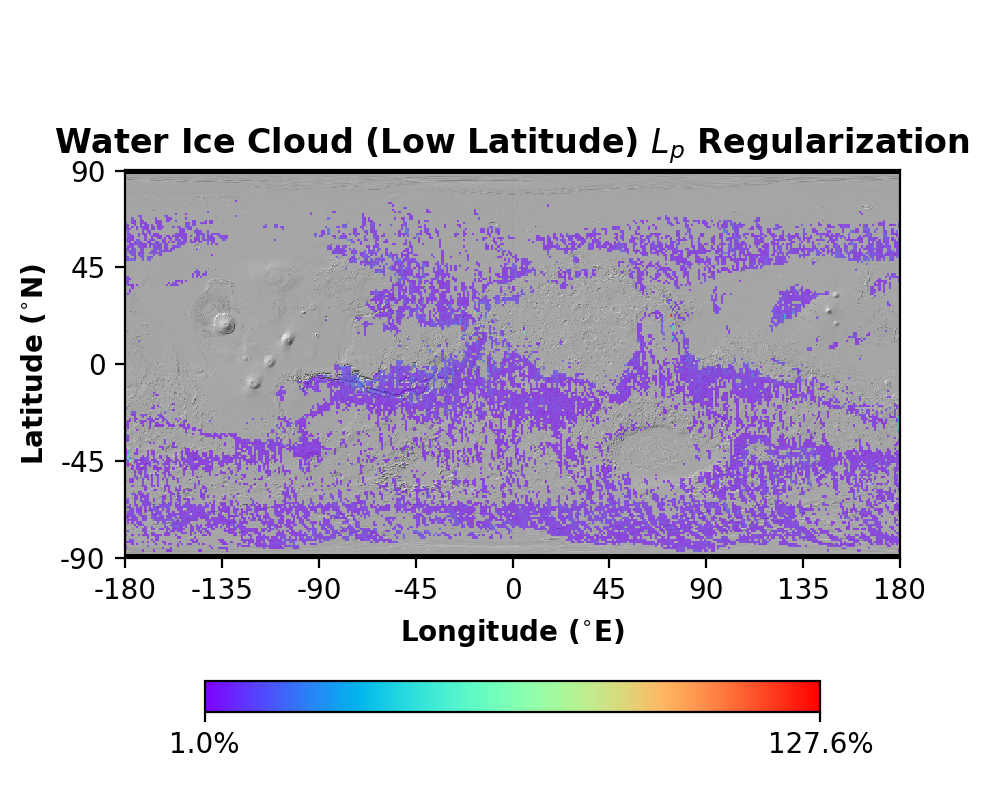 Water Ice Cloud (Low Latitude) Lₚ Regularization
90
45
0
-45
-90
Latitude (°N)
-180 -135 -90 -45 0 45 90 135 180
Longitude (°E)
1.0% 127.6%